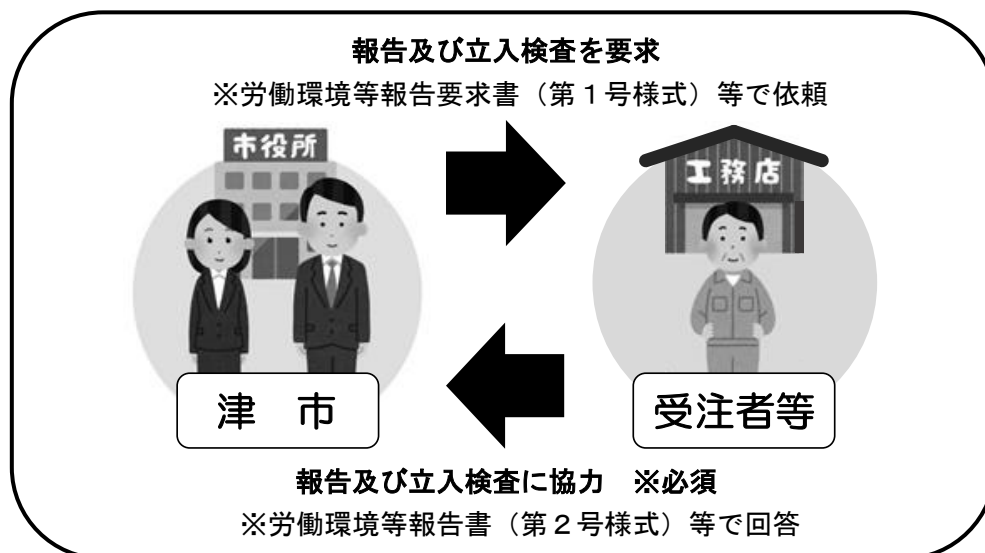 報告及び立入検査を要求
※労働環境等報告要求書（第１号様式）等で依頼
市役所
工務店
津　市
受注者等
報告及び立入検査に協力　※必須
※労働環境等報告書（第２号様式）等で回答